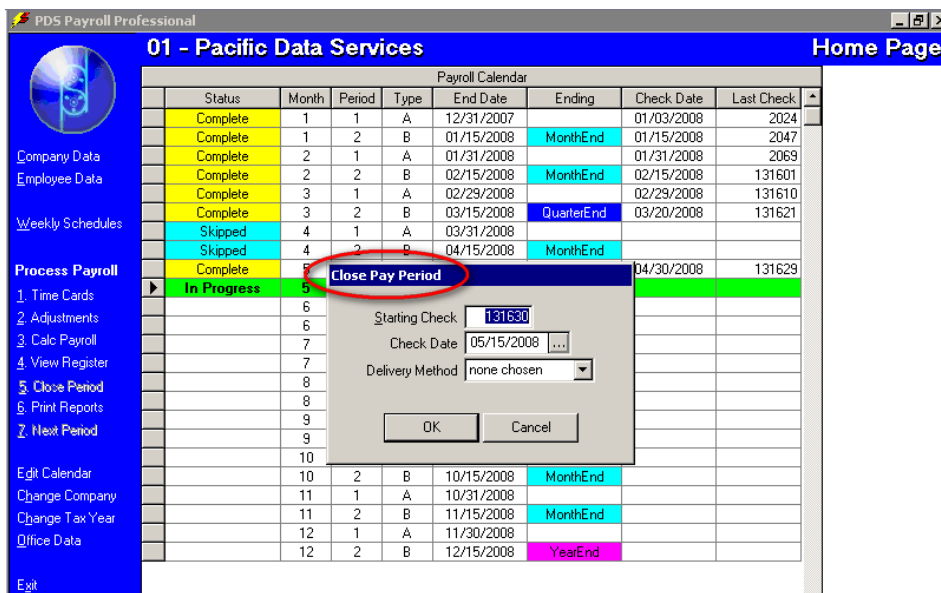 PDS Payroll Professional
01 - Pacific Data Services Home Page
Payroll Calendar
Status Month Period Type End Date Ending Check Date Last Check
Complete 1 1 A 12/31/2007 01/03/2008 2024
Complete 1 2 B 01/15/2008 MonthEnd 01/15/2008 2047
Complete 2 1 A 01/31/2008 01/31/2008 2069
Complete 2 2 B 02/15/2008 MonthEnd 02/15/2008 131601
Complete 3 1 A 02/29/2008 02/29/2008 131610
Complete 3 2 B 03/15/2008 QuarterEnd 03/20/2008 131621
Skipped 4 1 A 03/31/2008
Skipped 4 2 B 04/15/2008 MonthEnd
Complete 04/30/2008 131629
In Progress 5
6
6
7
7
8
8
9
9
10
10 2 B 10/15/2008 MonthEnd
11 1 A 10/31/2008
11 2 B 11/15/2008 MonthEnd
12 1 A 11/30/2008
12 2 B 12/15/2008 YearEnd
Company Data
Employee Data
Weekly Schedules
Process Payroll
1. Time Cards
2. Adjustments
3. Calc Payroll
4. View Register
5. Close Period
6. Print Reports
7. Next Period
Edit Calendar
Change Company
Change Tax Year
Office Data
Exit
Close Pay Period
Starting Check 131630
Check Date 05/15/2008 ...
Delivery Method none chosen
OK Cancel